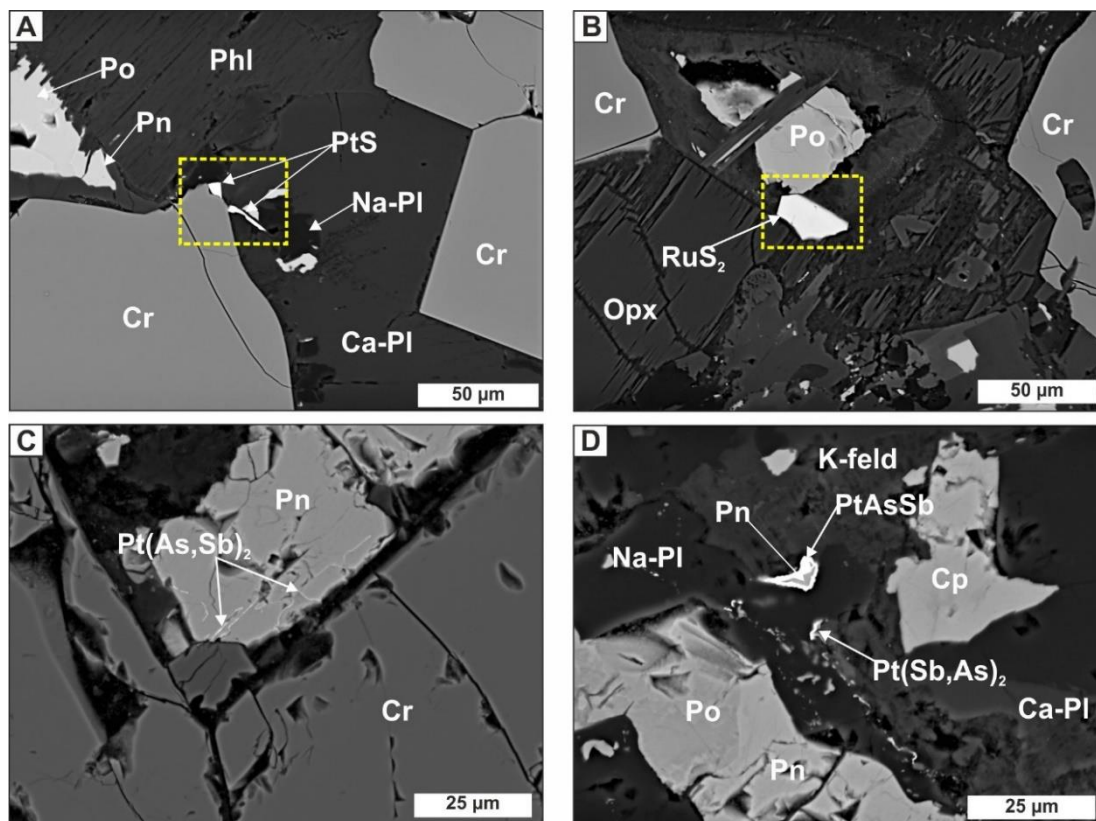 A
Po
Phl
Pn
PtS
Na-Pl
Cr
Cr
Ca-Pl
50 µm
B
Cr
Cr
Po
RuS₂
Opx
50 µm
C
Pn
Pt(As,Sb)₂
Cr
25 µm
D
K-feld
Pn
PtAsSb
Na-Pl
Cp
Pt(Sb,As)₂
Po
Ca-Pl
Pn
25 µm